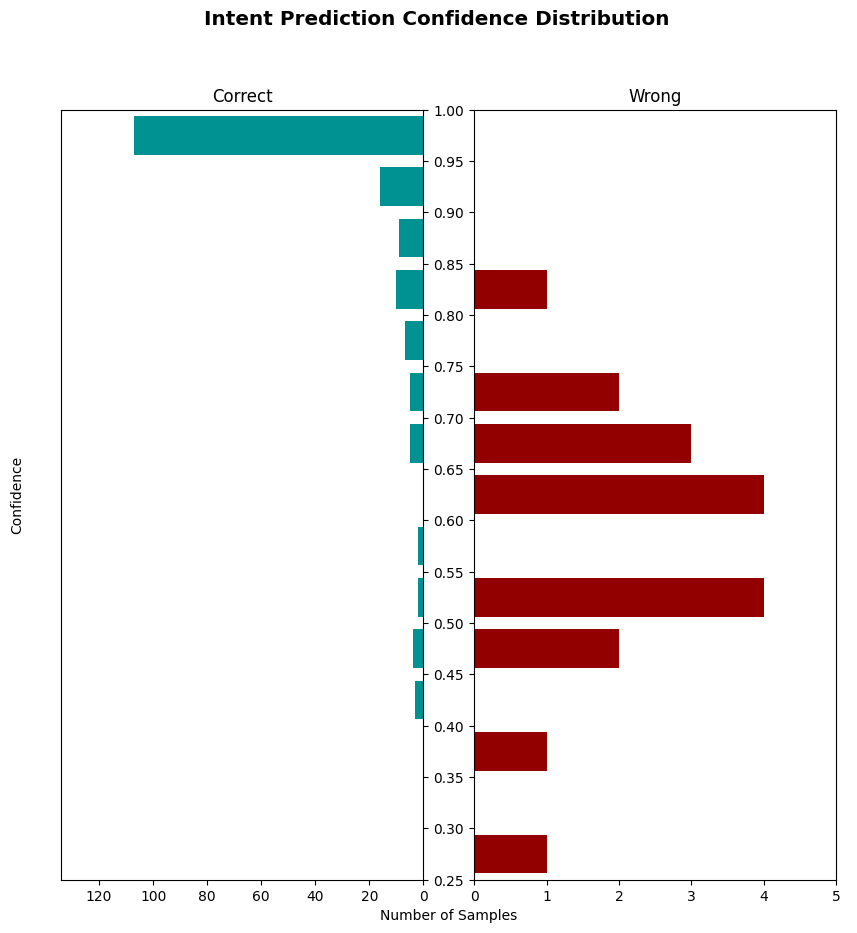 Intent Prediction Confidence Distribution
Correct
Wrong
1.00
0.95
0.90
0.85
0.80
0.75
0.70
0.65
0.60
0.55
0.50
0.45
0.40
0.35
0.30
0.25
Confidence
120 100 80 60 40 20 0
0 1 2 3 4 5
Number of Samples